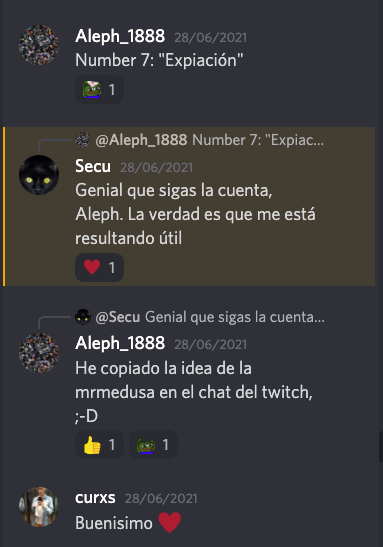 Aleph_1888 28/06/2021
Number 7: "Expiación"
1
@Aleph_1888 Number 7: "Expiac...
Secu 28/06/2021
Genial que sigas la cuenta,
Aleph. La verdad es que me está
resultando útil
1
@Secu Genial que sigas la cuenta...
Aleph_1888 28/06/2021
He copiado la idea de la
mrmedusa en el chat del twitch,
;-D
1 1
curxs 28/06/2021
Buenisimo